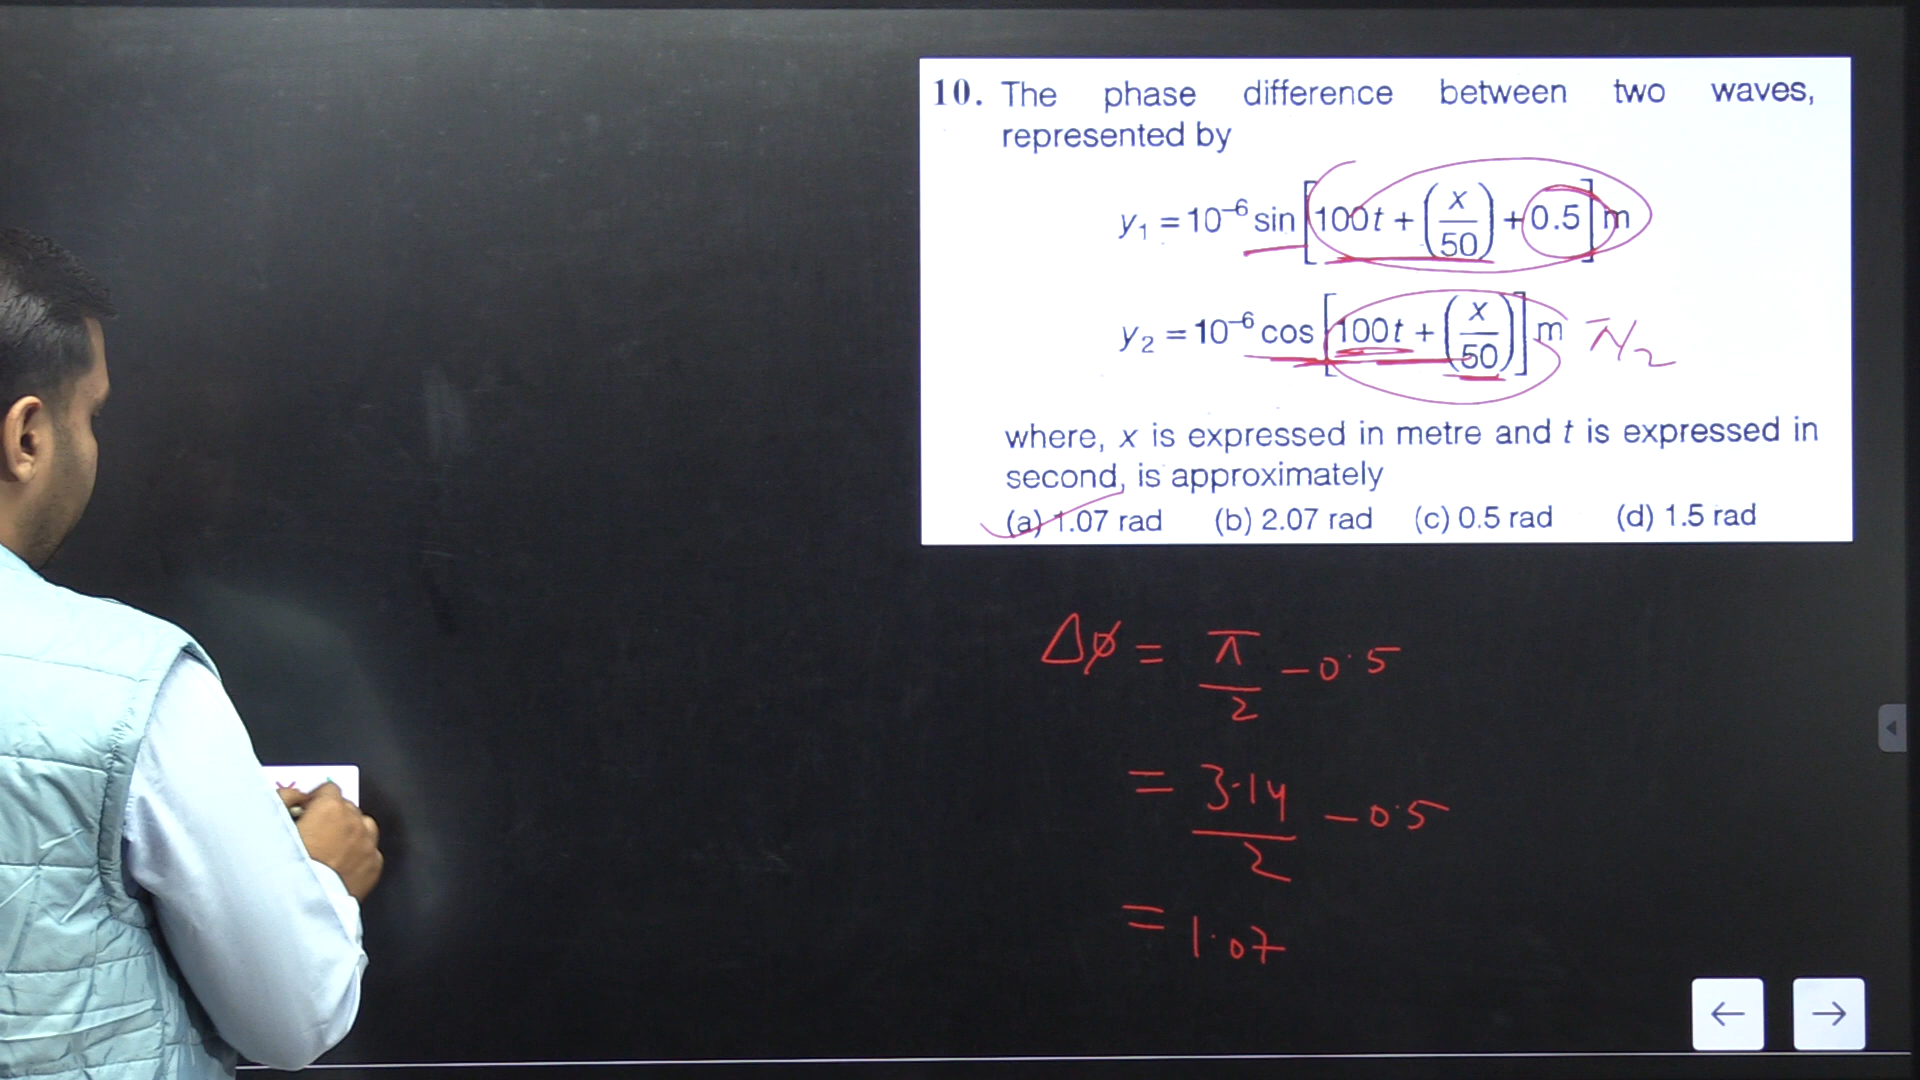 10. The phase difference between two waves,
represented by
y₁ = 10⁻⁶ sin [100t + (x/50) + 0.5] m
y₂ = 10⁻⁶ cos [100t + (x/50)] m π/2
where, x is expressed in metre and t is expressed in
second, is approximately
(a) 1.07 rad (b) 2.07 rad (c) 0.5 rad (d) 1.5 rad
Δφ = π/2 - 0.5
= 3.14/2 - 0.5
= 1.07